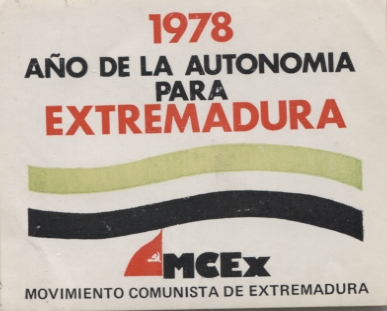 1978
AÑO DE LA AUTONOMIA
PARA
EXTREMADURA
MCEx
MOVIMIENTO COMUNISTA DE EXTREMADURA